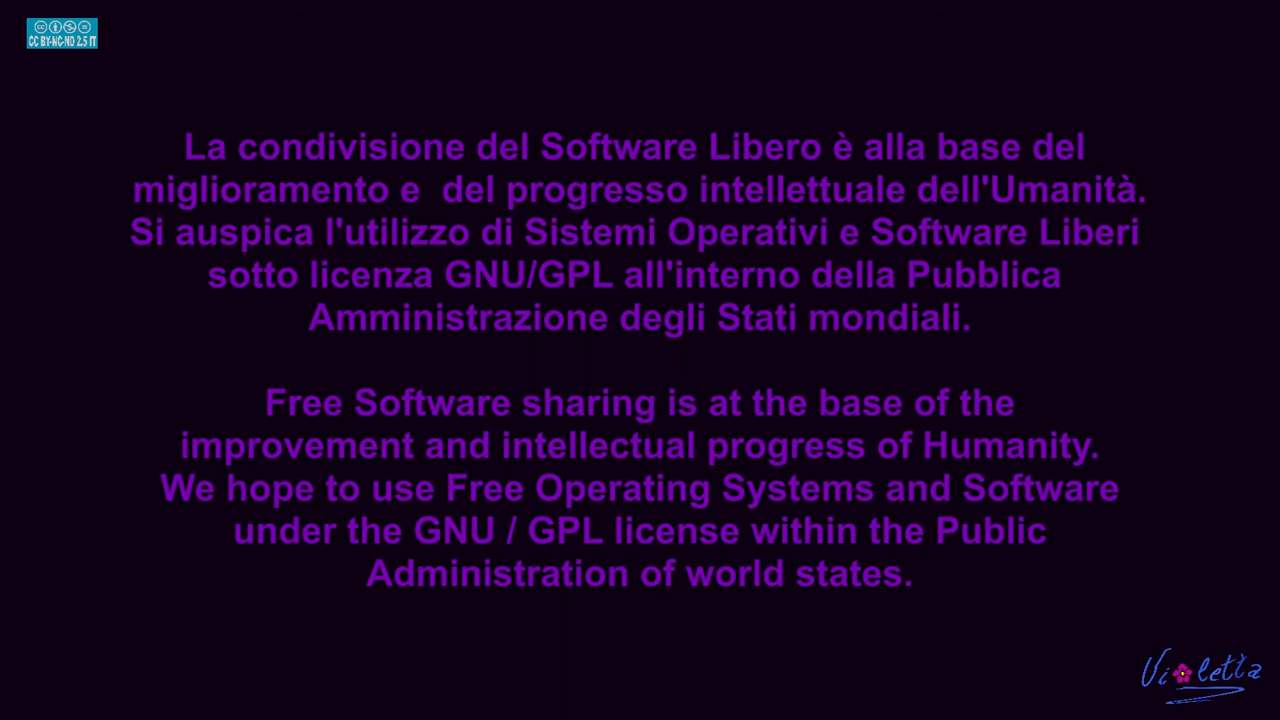 CC BY-NC-ND 2.5 IT
La condivisione del Software Libero è alla base del
miglioramento e  del progresso intellettuale dell'Umanità.
Si auspica l'utilizzo di Sistemi Operativi e Software Liberi
sotto licenza GNU/GPL all'interno della Pubblica
Amministrazione degli Stati mondiali.
Free Software sharing is at the base of the
improvement and intellectual progress of Humanity.
We hope to use Free Operating Systems and Software
under the GNU / GPL license within the Public
Administration of world states.
Violetta